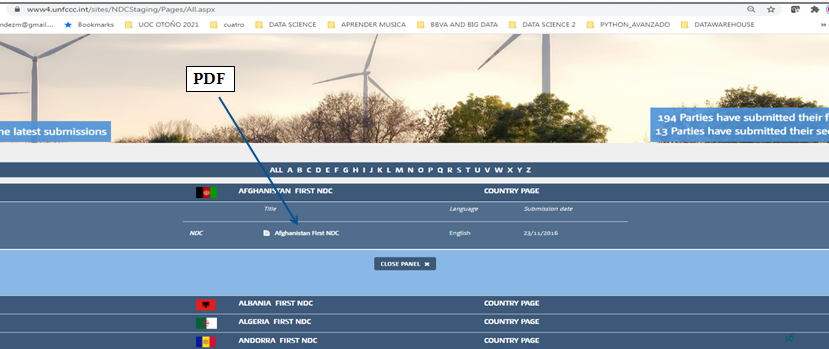 www4.unfccc.int/sites/NDCStaging/Pages/All.aspx
ndezm@gmail.... Bookmarks UOC OTOÑO 2021 cuatro DATA SCIENCE APRENDER MUSICA BBVA AND BIG DATA DATA SCIENCE 2 PYTHON_AVANZADO DATAWAREHOUSE »
PDF
he latest submissions
194 Parties have submitted their f
13 Parties have submitted their se
ALL A B C D E F G H I J K L M N O P Q R S T U V W X Y Z
AFGHANISTAN FIRST NDC COUNTRY PAGE
Title Language Submission date
NDC Afghanistan First NDC English 23/11/2016
CLOSE PANEL ✖
ALBANIA FIRST NDC COUNTRY PAGE
ALGERIA FIRST NDC COUNTRY PAGE
ANDORRA FIRST NDC COUNTRY PAGE